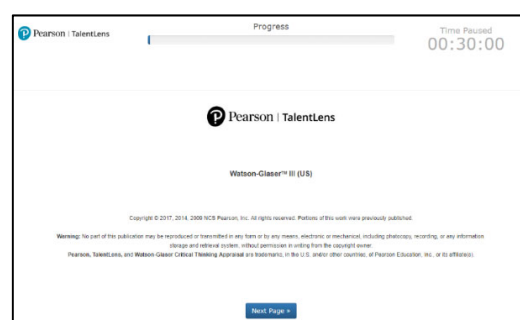 Pearson | TalentLens
Progress
Time Paused
00:30:00
Pearson | TalentLens
Watson-Glaser™ III (US)
Copyright © 2017, 2014, 2009 NCS Pearson, Inc. All rights reserved. Portions of this work were previously published.
Warning: No part of this publication may be reproduced or transmitted in any form or by any means, electronic or mechanical, including photocopy, recording, or any information
storage and retrieval system, without permission in writing from the copyright owner.
Pearson, TalentLens, and Watson-Glaser Critical Thinking Appraisal are trademarks, in the U.S. and/or other countries, of Pearson Education, Inc., or its affiliate(s).
Next Page »